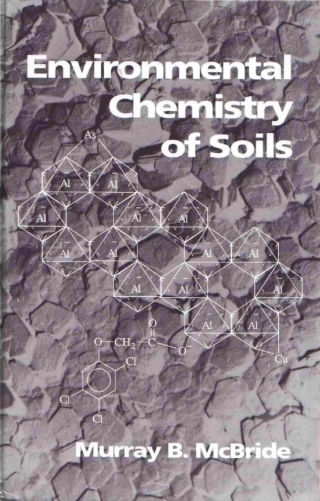 Environmental
Chemistry
of Soils
As
Al Al
Al Al Al
Al Al Al Al
Al Al Al
Al Al
O O—CH₂—C
O⁻ Cu
Cl
Cl
Cl
Murray B. McBride